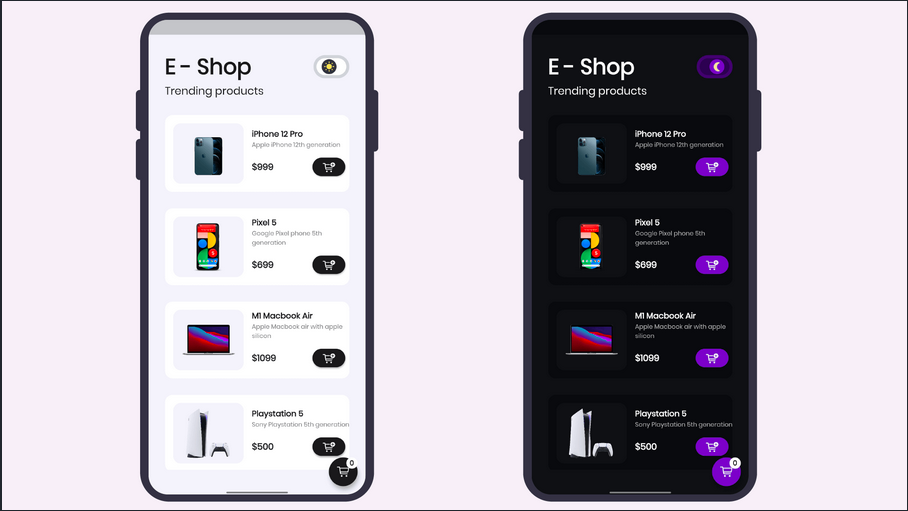 E - Shop
Trending products
iPhone 12 Pro
Apple iPhone 12th generation
$999
Pixel 5
Google Pixel phone 5th
generation
$699
M1 Macbook Air
Apple Macbook air with apple
silicon
$1099
Playstation 5
Sony Playstation 5th generation
$500
0
E - Shop
Trending products
iPhone 12 Pro
Apple iPhone 12th generation
$999
Pixel 5
Google Pixel phone 5th
generation
$699
M1 Macbook Air
Apple Macbook air with apple
silicon
$1099
Playstation 5
Sony Playstation 5th generation
$500
0